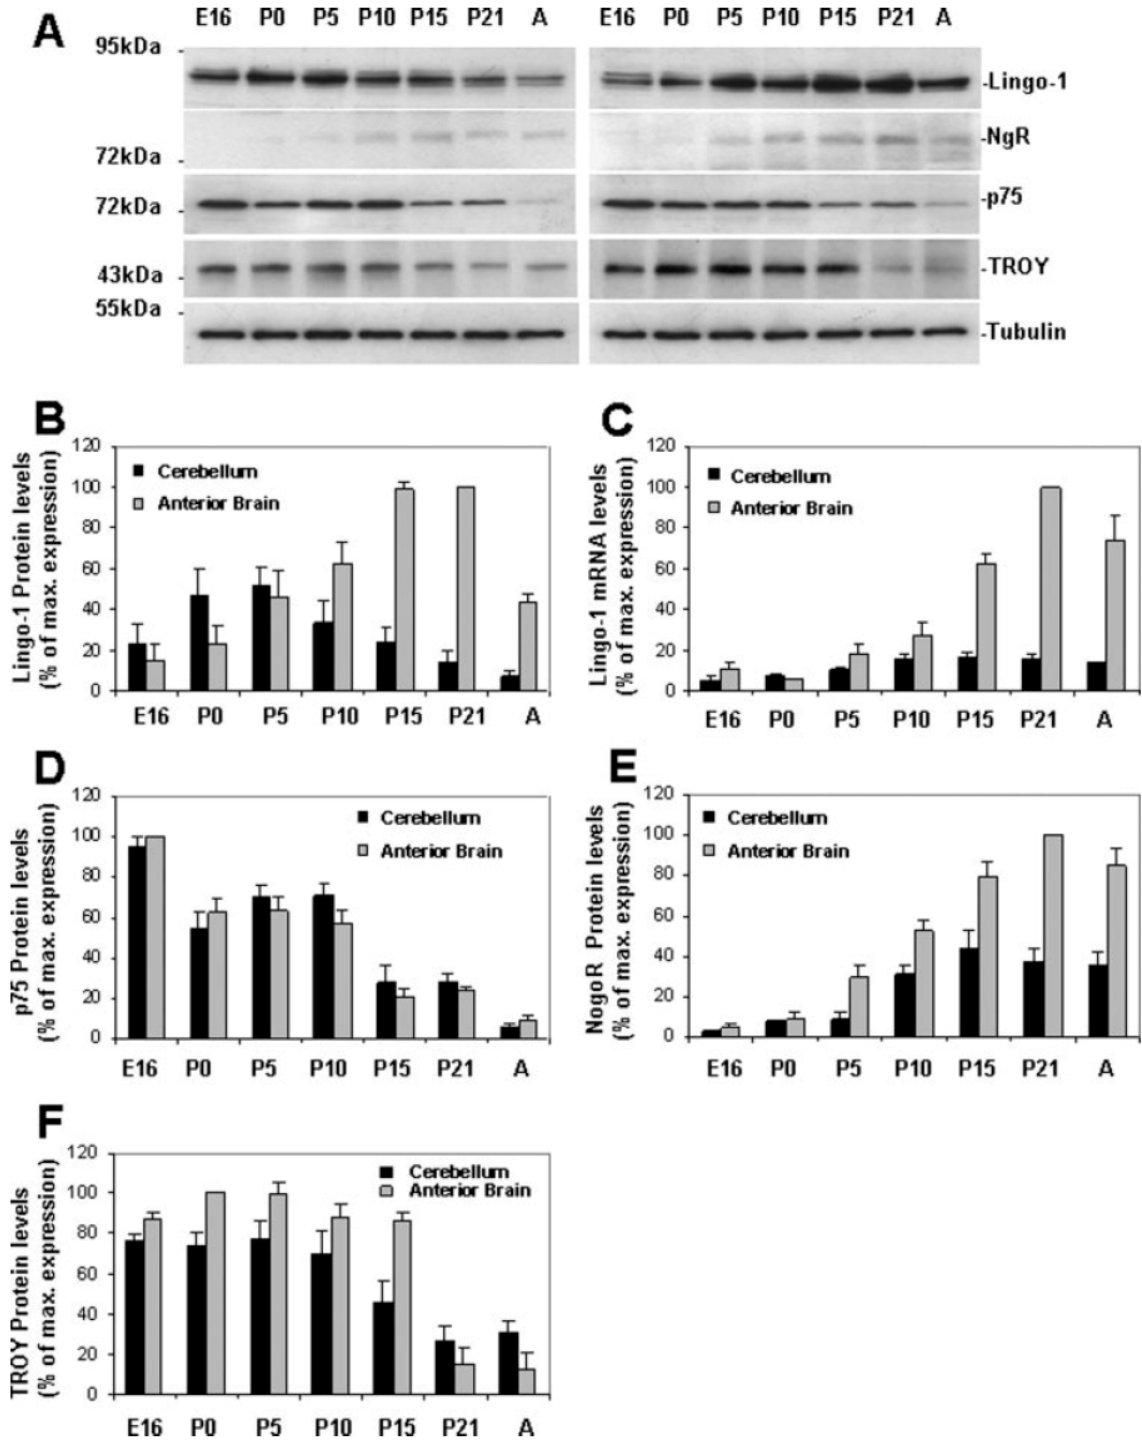 A
E16 P0 P5 P10 P15 P21 A
E16 P0 P5 P10 P15 P21 A
95kDa
-Lingo-1
-NgR
72kDa
72kDa
-p75
43kDa
-TROY
55kDa
-Tubulin
B
Lingo-1 Protein levels
(% of max. expression)
120
100
80
60
40
20
0
Cerebellum
Anterior Brain
E16 P0 P5 P10 P15 P21 A
C
Lingo-1 mRNA levels
(% of max. expression)
120
100
80
60
40
20
0
Cerebellum
Anterior Brain
E16 P0 P5 P10 P15 P21 A
D
p75 Protein levels
(% of max. expression)
120
100
80
60
40
20
0
Cerebellum
Anterior Brain
E16 P0 P5 P10 P15 P21 A
E
NogoR Protein levels
(% of max. expression)
120
100
80
60
40
20
0
Cerebellum
Anterior Brain
E16 P0 P5 P10 P15 P21 A
F
TROY Protein levels
(% of max. expression)
120
100
80
60
40
20
0
Cerebellum
Anterior Brain
E16 P0 P5 P10 P15 P21 A